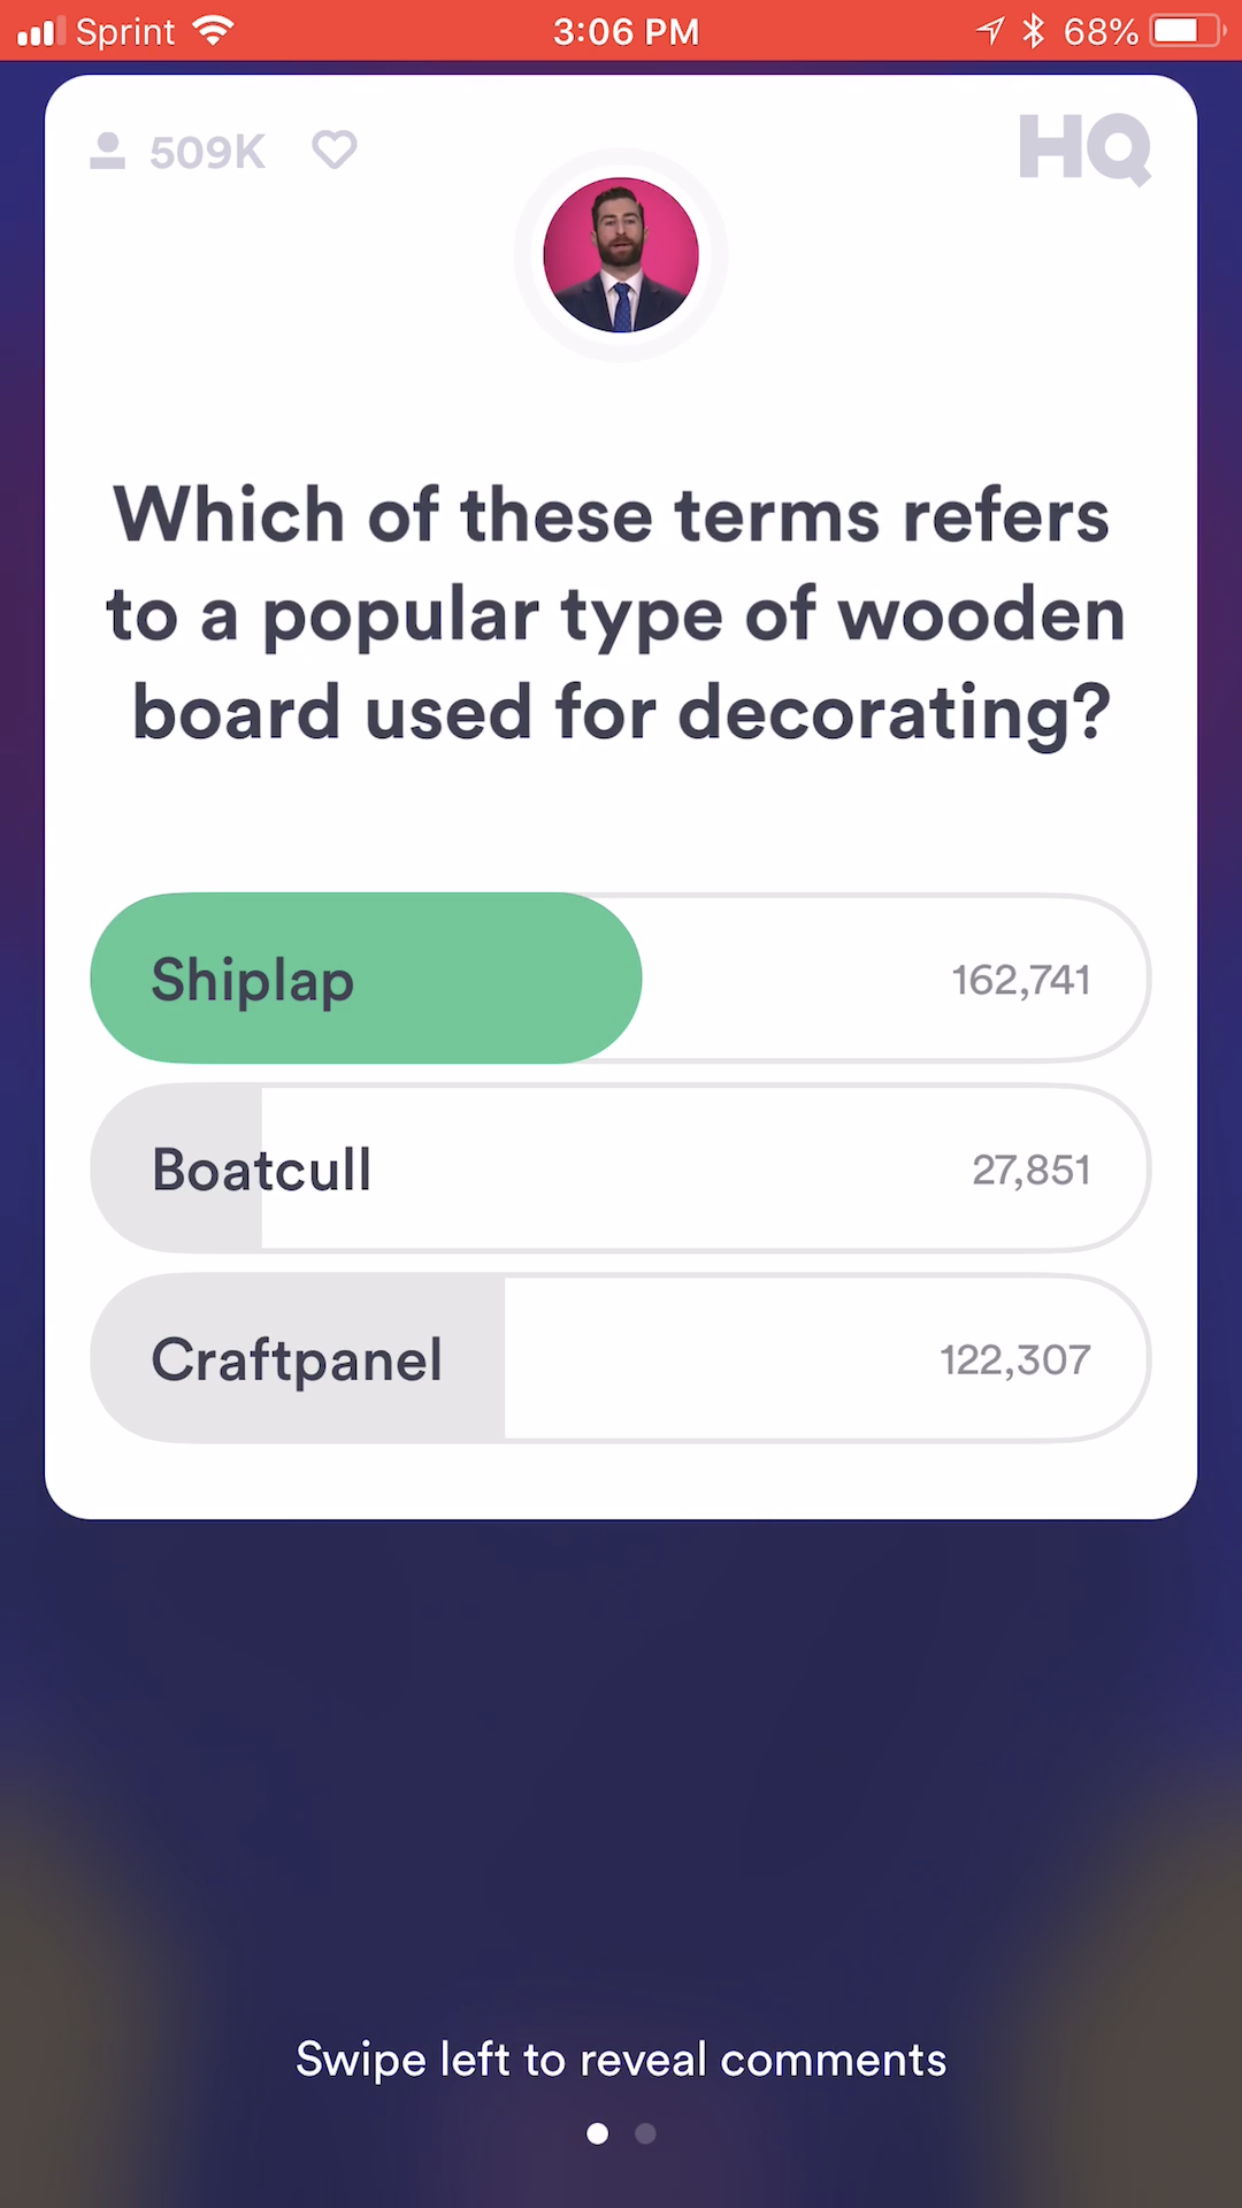 Sprint 3:06 PM 68%
509K HQ
Which of these terms refers
to a popular type of wooden
board used for decorating?
Shiplap 162,741
Boatcull 27,851
Craftpanel 122,307
Swipe left to reveal comments